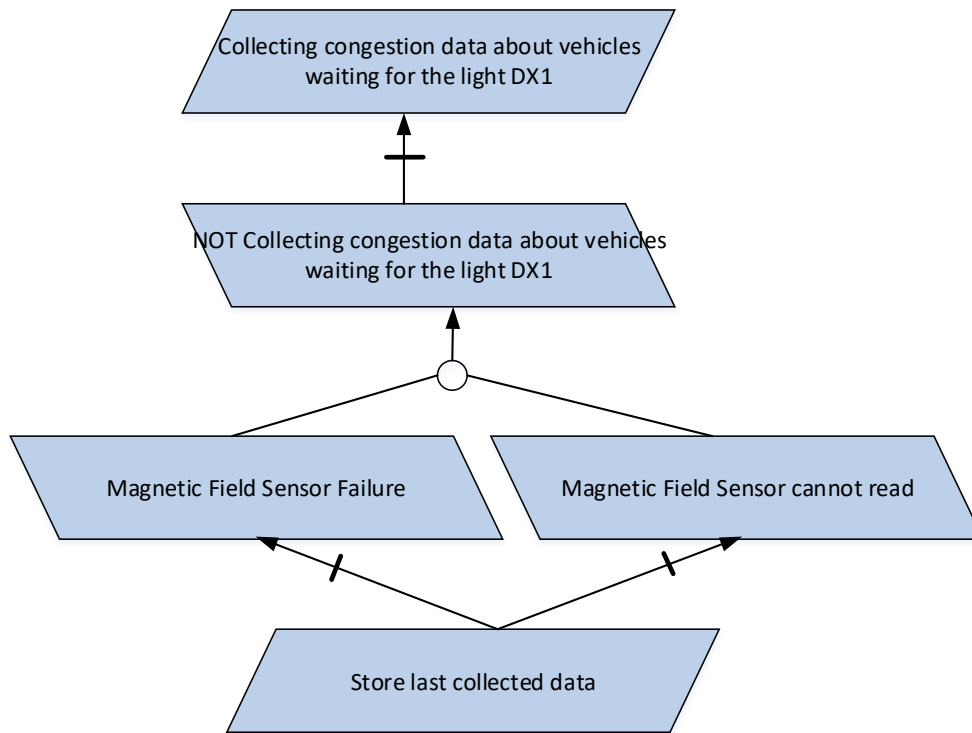 Collecting congestion data about vehicles
waiting for the light DX1
NOT Collecting congestion data about vehicles
waiting for the light DX1
Magnetic Field Sensor Failure
Magnetic Field Sensor cannot read
Store last collected data